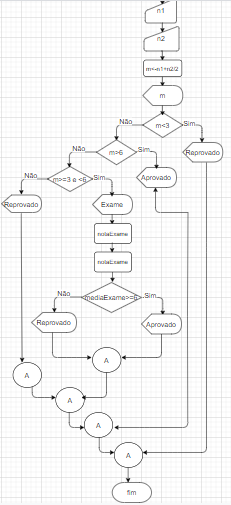 n1
n2
m<-n1+n2/2
m
m<3
Não
Sim
m>6
Reprovado
Não
Sim
m>=3 e <6
Aprovado
Não
Sim
Reprovado
Exame
notaExame
notaExame
mediaExame>=6
Não
Sim
Reprovado
Aprovado
A
A
A
A
A
fim